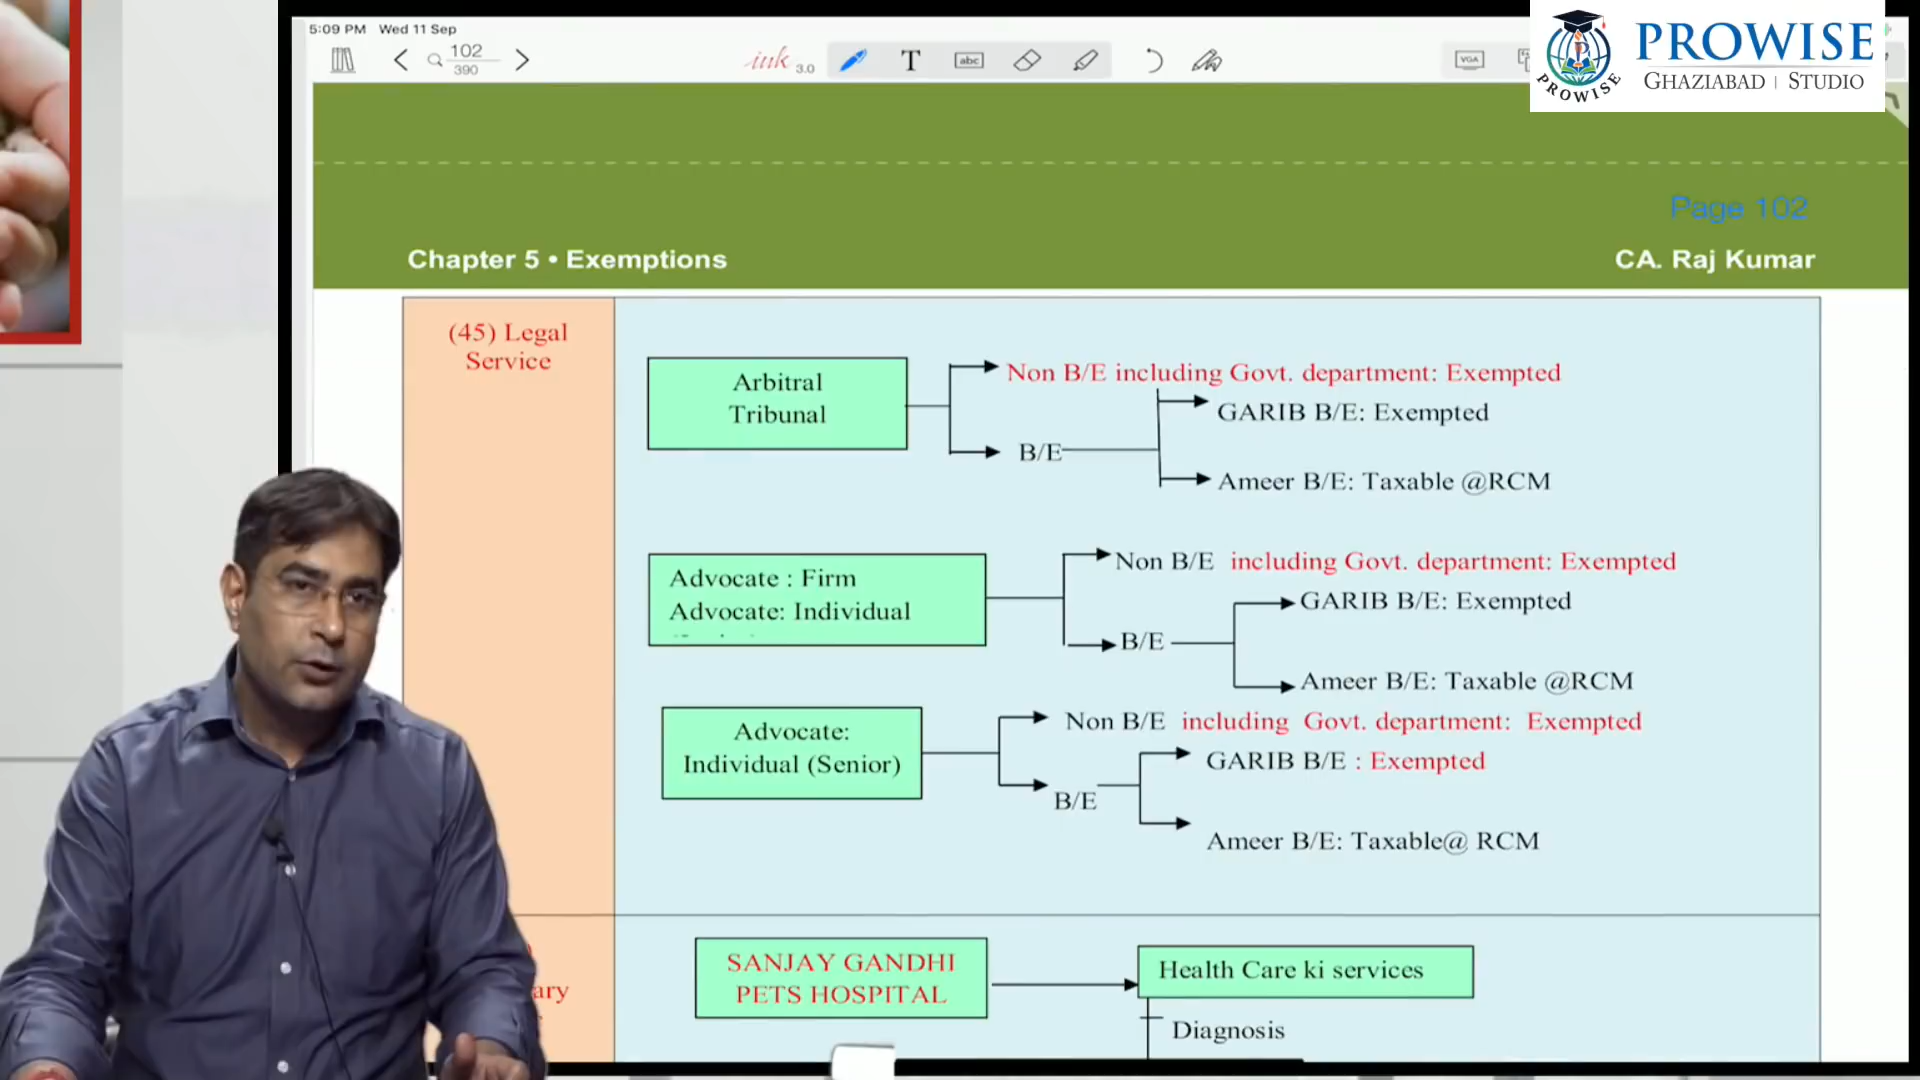 5:09 PM Wed 11 Sep
102
390
ink 3.0
T
abc
VGA
PROWISE
PROWISE
GHAZIABAD | STUDIO
Page 102
Chapter 5 • Exemptions
CA. Raj Kumar
(45) Legal
Service
Arbitral
Tribunal
Non B/E including Govt. department: Exempted
GARIB B/E: Exempted
B/E
Ameer B/E: Taxable @RCM
Advocate : Firm
Advocate: Individual
Non B/E including Govt. department: Exempted
GARIB B/E: Exempted
B/E
Ameer B/E: Taxable @RCM
Advocate:
Individual (Senior)
Non B/E including Govt. department: Exempted
GARIB B/E : Exempted
B/E
Ameer B/E: Taxable@ RCM
ary
SANJAY GANDHI
PETS HOSPITAL
Health Care ki services
Diagnosis